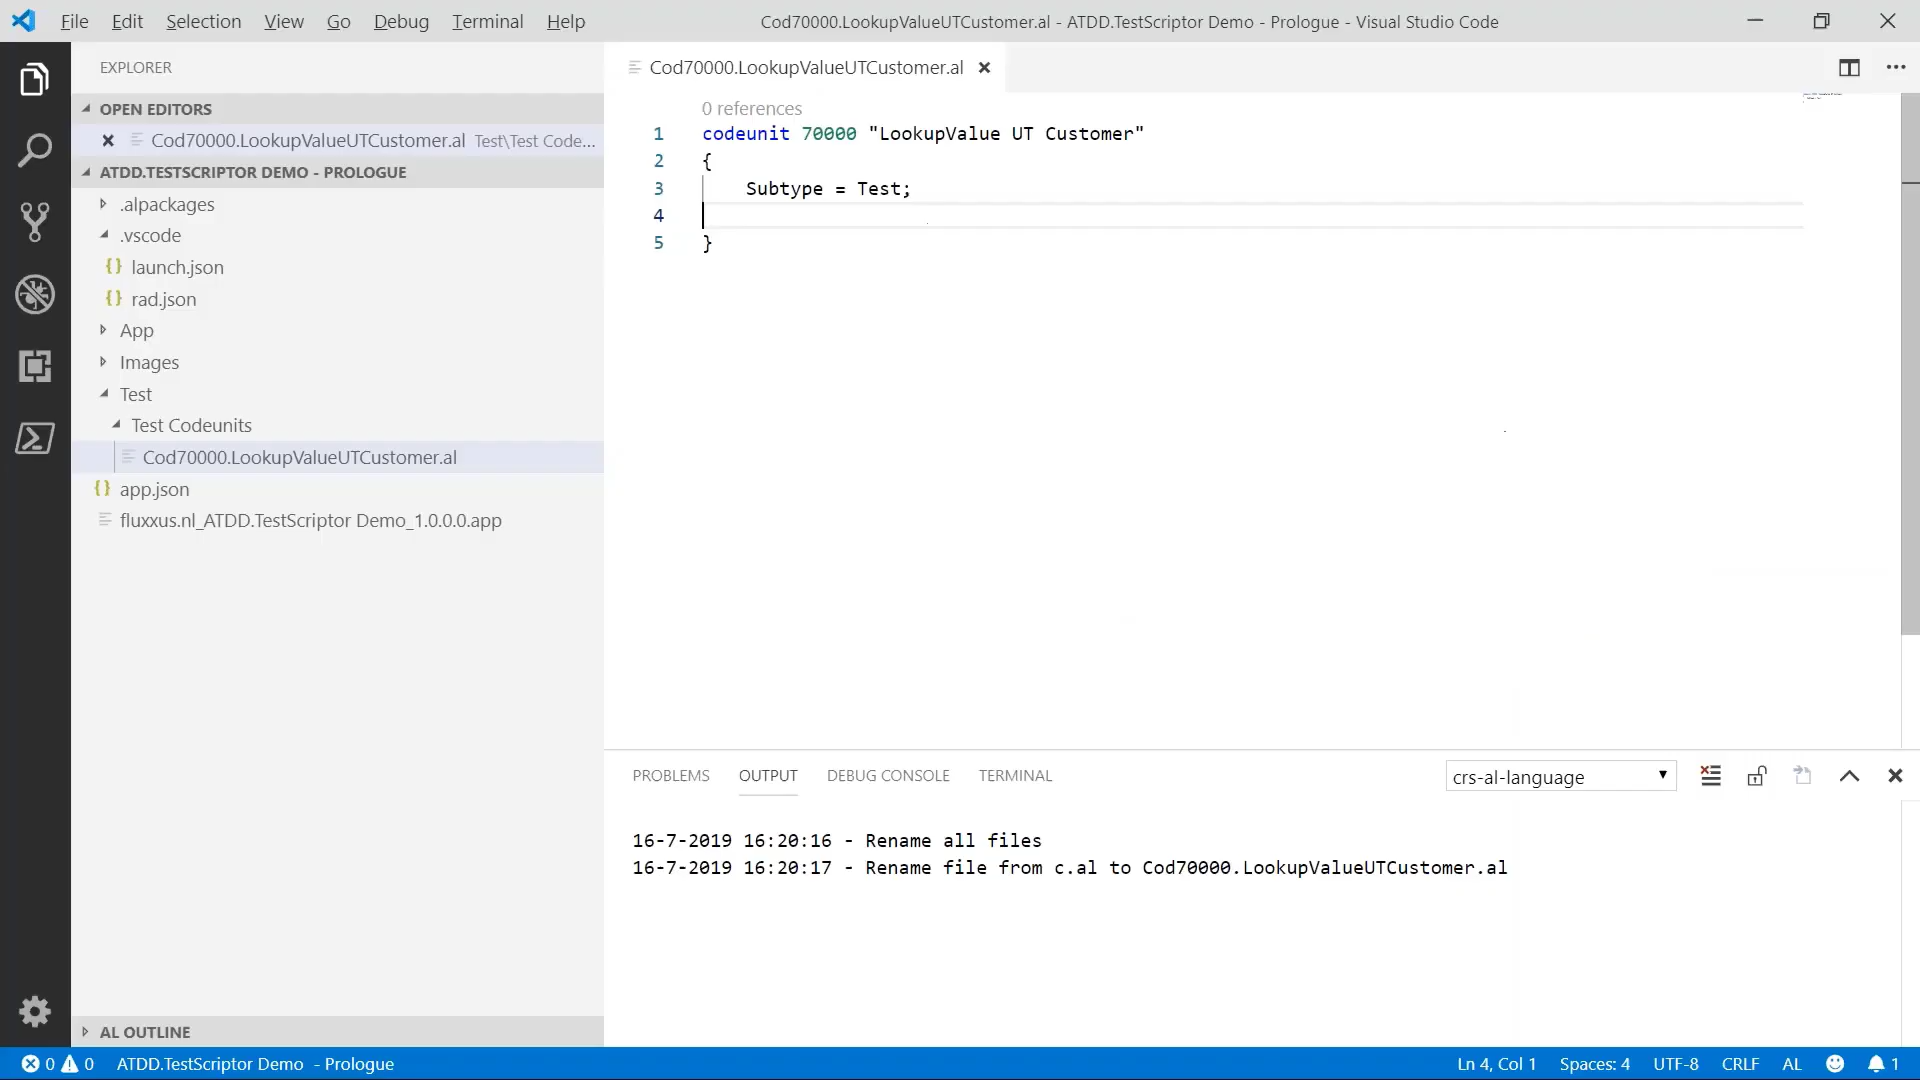 File Edit Selection View Go Debug Terminal Help
Cod70000.LookupValueUTCustomer.al - ATDD.TestScriptor Demo - Prologue - Visual Studio Code
EXPLORER
OPEN EDITORS
Cod70000.LookupValueUTCustomer.al Test\Test Code...
ATDD.TESTSCRIPTOR DEMO - PROLOGUE
.alpackages
.vscode
{} launch.json
{} rad.json
App
Images
Test
Test Codeunits
Cod70000.LookupValueUTCustomer.al
{} app.json
fluxxus.nl_ATDD.TestScriptor Demo_1.0.0.0.app
AL OUTLINE
Cod70000.LookupValueUTCustomer.al
0 references
1 codeunit 70000 "LookupValue UT Customer"
2 {
3 Subtype = Test;
4
5 }
PROBLEMS OUTPUT DEBUG CONSOLE TERMINAL
crs-al-language
16-7-2019 16:20:16 - Rename all files
16-7-2019 16:20:17 - Rename file from c.al to Cod70000.LookupValueUTCustomer.al
0 0 ATDD.TestScriptor Demo - Prologue
Ln 4, Col 1 Spaces: 4 UTF-8 CRLF AL 1